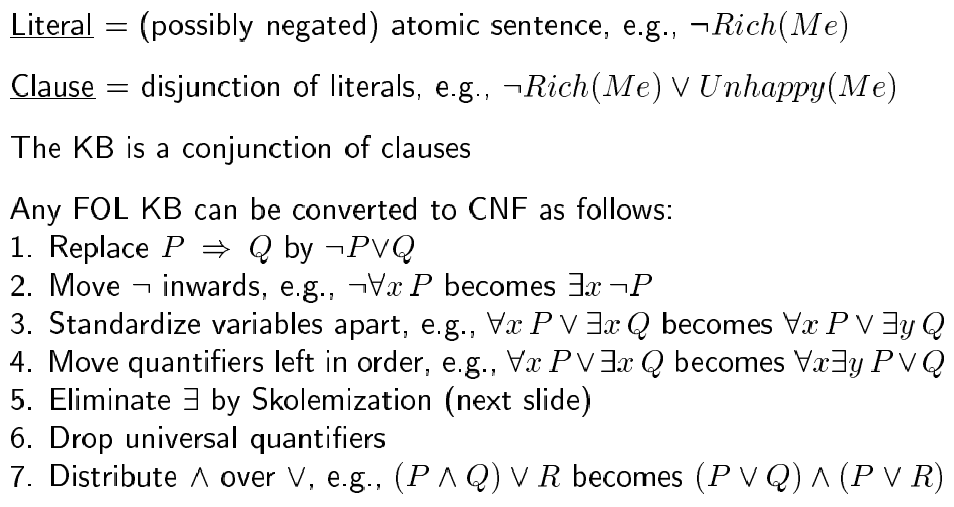 Literal = (possibly negated) atomic sentence, e.g., ¬Rich(Me)
Clause = disjunction of literals, e.g., ¬Rich(Me) ∨ Unhappy(Me)
The KB is a conjunction of clauses
Any FOL KB can be converted to CNF as follows:
1. Replace P ⇒ Q by ¬P∨Q
2. Move ¬ inwards, e.g., ¬∀x P becomes ∃x ¬P
3. Standardize variables apart, e.g., ∀x P ∨ ∃x Q becomes ∀x P ∨ ∃y Q
4. Move quantifiers left in order, e.g., ∀x P ∨ ∃x Q becomes ∀x∃y P ∨ Q
5. Eliminate ∃ by Skolemization (next slide)
6. Drop universal quantifiers
7. Distribute ∧ over ∨, e.g., (P ∧ Q) ∨ R becomes (P ∨ Q) ∧ (P ∨ R)